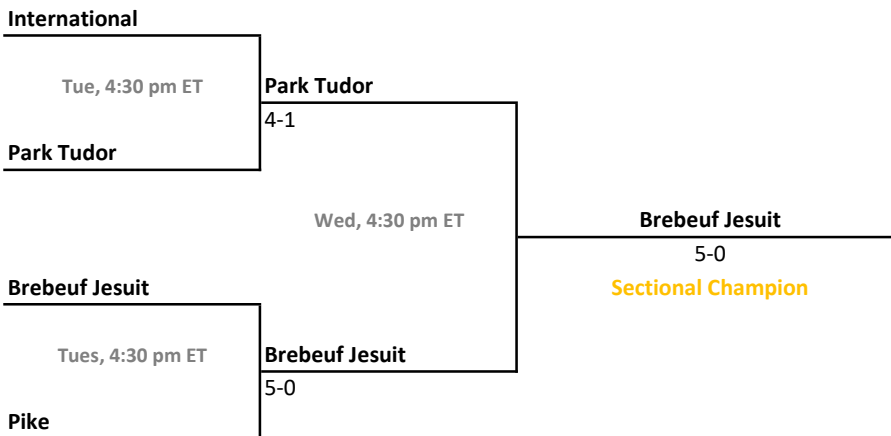 International
Tue, 4:30 pm ET
Park Tudor
4-1
Park Tudor
Wed, 4:30 pm ET
Brebeuf Jesuit
5-0
Sectional Champion
Brebeuf Jesuit
Tues, 4:30 pm ET
Brebeuf Jesuit
5-0
Pike